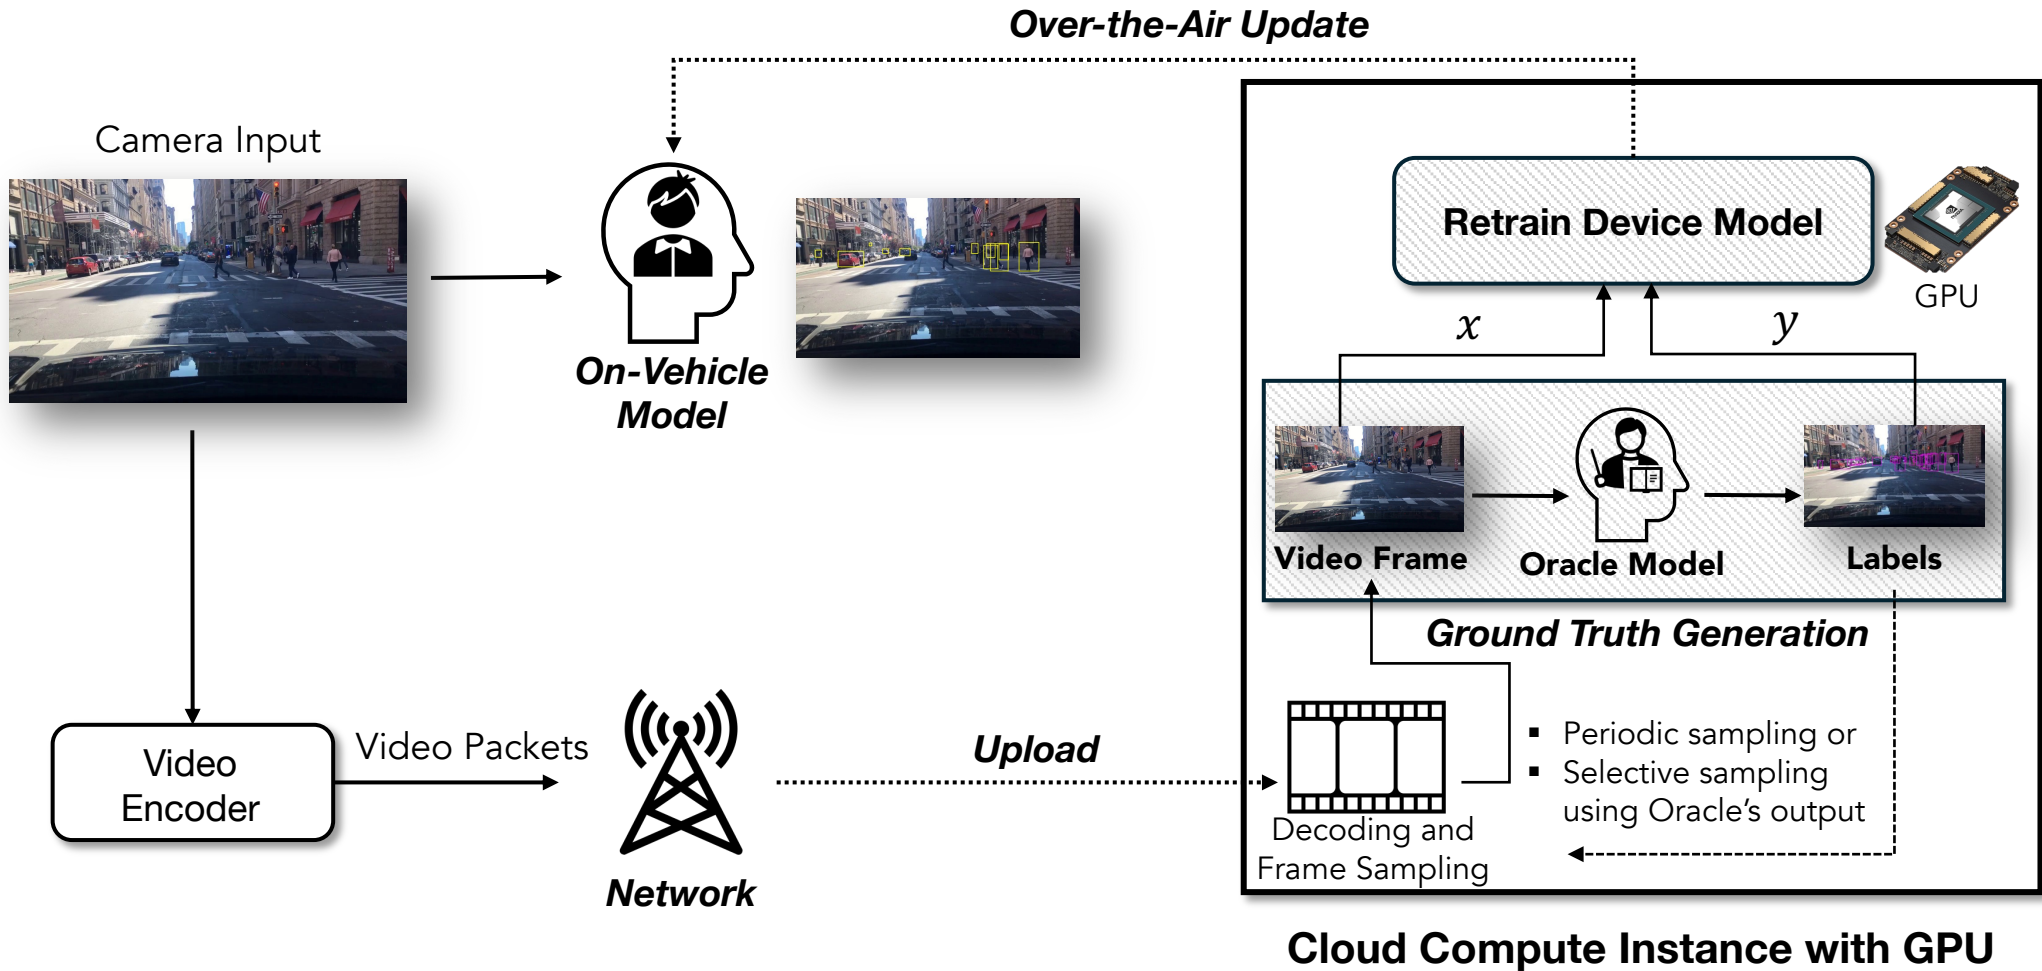 Over-the-Air Update
Camera Input
On-Vehicle
Model
Retrain Device Model
GPU
x
y
Video Frame
Oracle Model
Labels
Ground Truth Generation
Video
Encoder
Video Packets
Network
Upload
Decoding and
Frame Sampling
▪ Periodic sampling or
▪ Selective sampling
using Oracle's output
Cloud Compute Instance with GPU